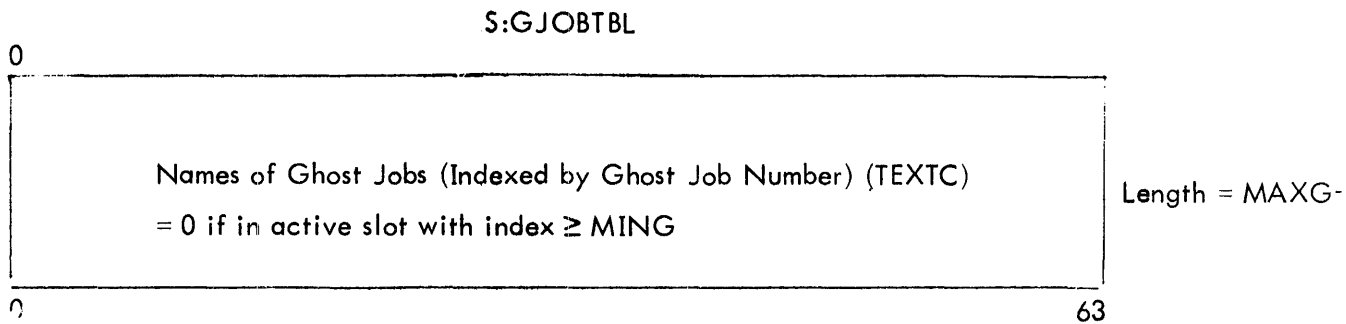 S:GJOBTBL
0
Names of Ghost Jobs (Indexed by Ghost Job Number) (TEXTC)
= 0 if in active slot with index ≥ MING
Length = MAXG-
0 63